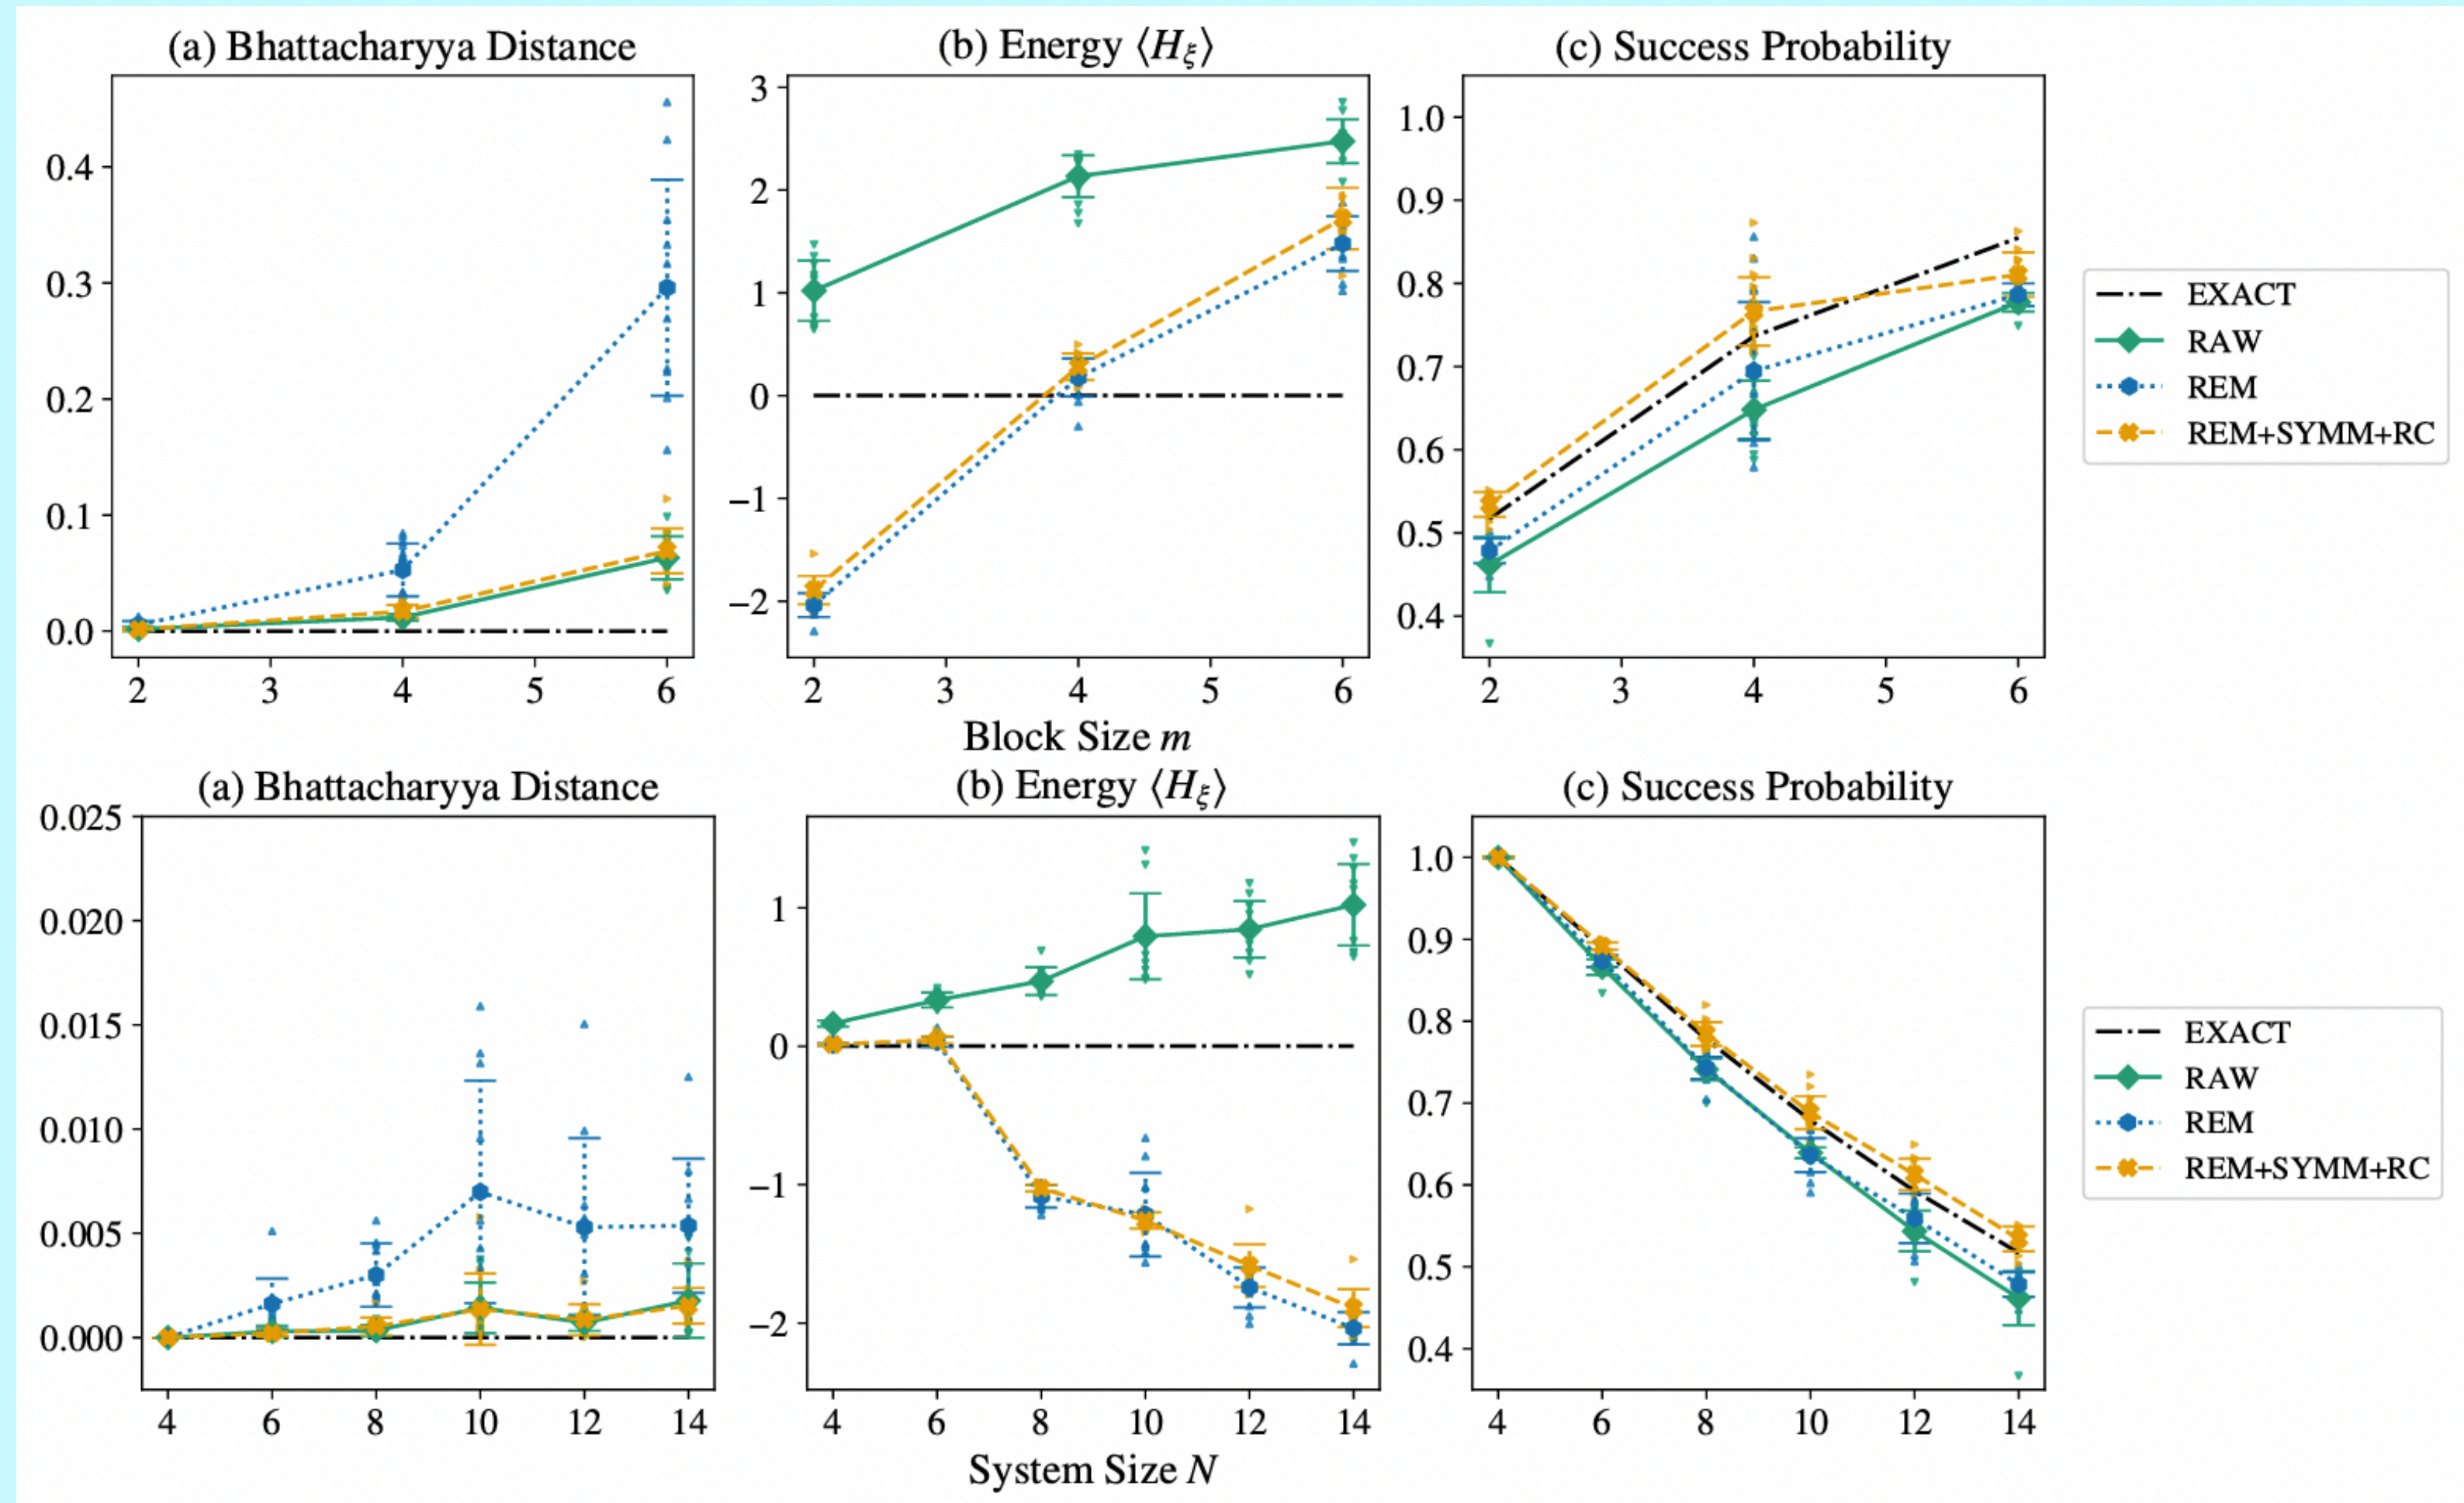 (a) Bhattacharyya Distance
(b) Energy ⟨Hξ⟩
(c) Success Probability
0.4
0.3
0.2
0.1
0.0
2 3 4 5 6
3
2
1
0
−1
−2
2 3 4 5 6
1.0
0.9
0.8
0.7
0.6
0.5
0.4
2 3 4 5 6
EXACT
RAW
REM
REM+SYMM+RC
Block Size m
(a) Bhattacharyya Distance
(b) Energy ⟨Hξ⟩
(c) Success Probability
0.025
0.020
0.015
0.010
0.005
0.000
4 6 8 10 12 14
1
0
−1
−2
4 6 8 10 12 14
1.0
0.9
0.8
0.7
0.6
0.5
0.4
4 6 8 10 12 14
EXACT
RAW
REM
REM+SYMM+RC
System Size N